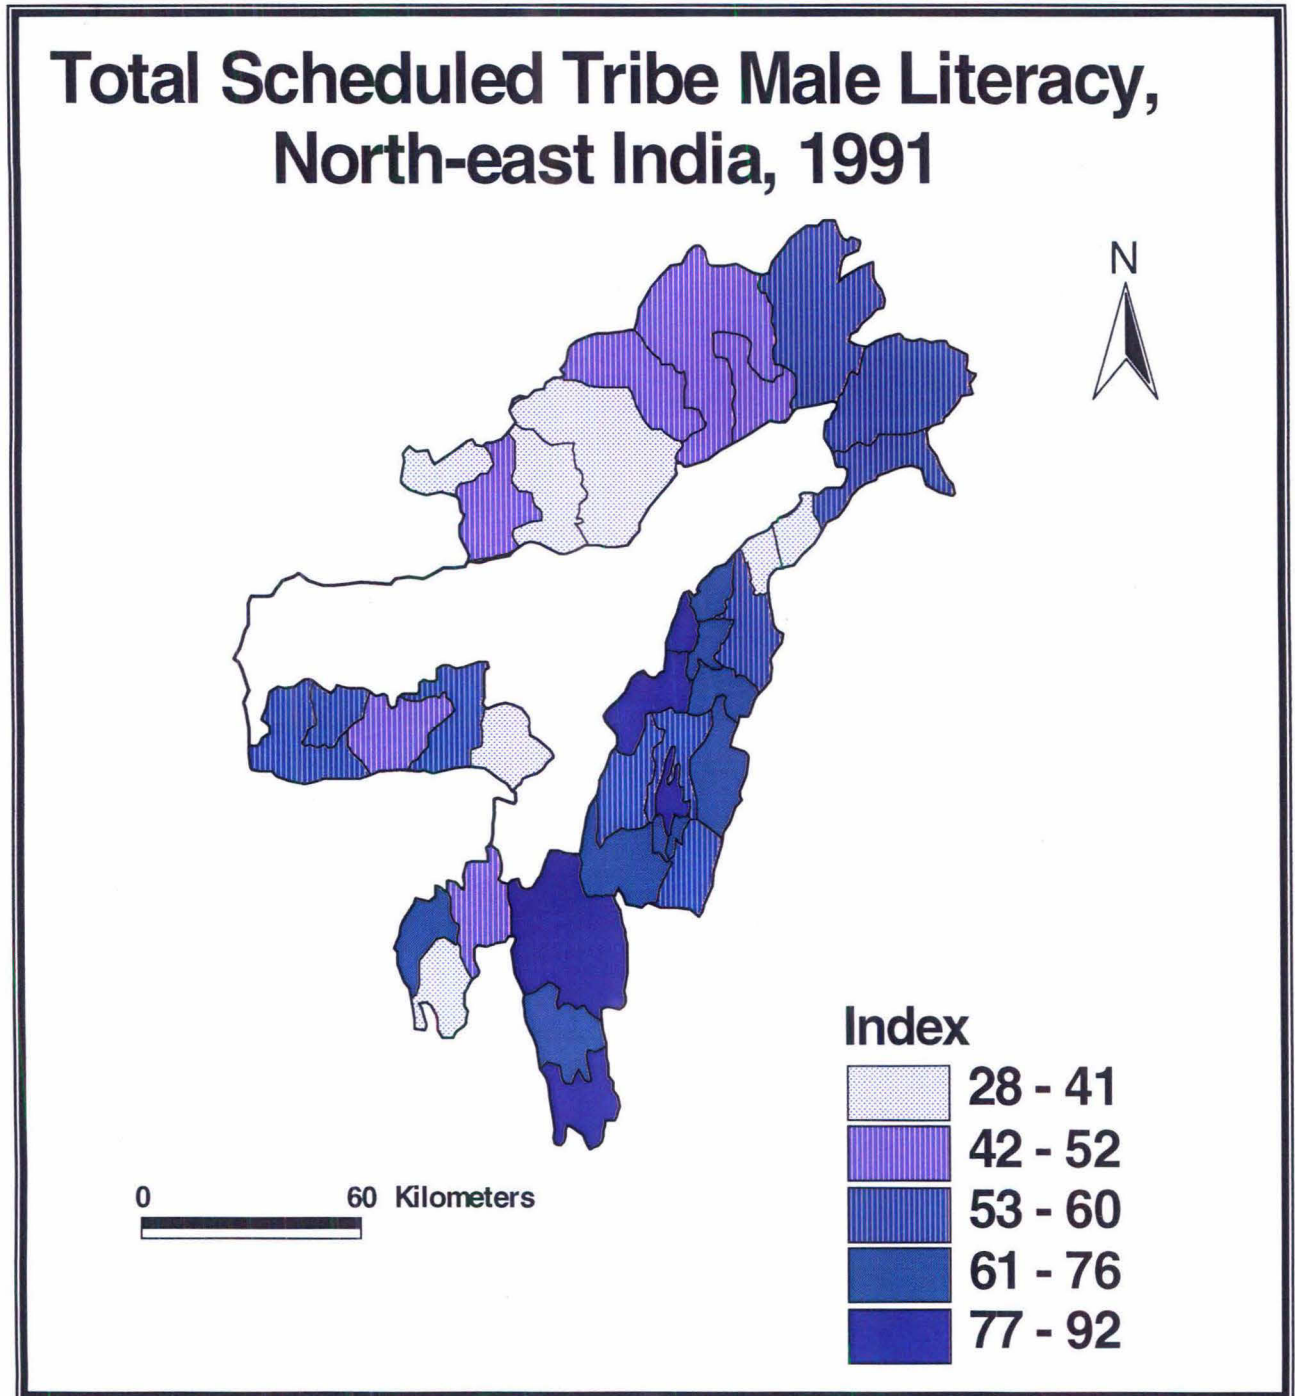 Total Scheduled Tribe Male Literacy,
North-east India, 1991
N
Index
28 - 41
42 - 52
53 - 60
61 - 76
77 - 92
0 60 Kilometers